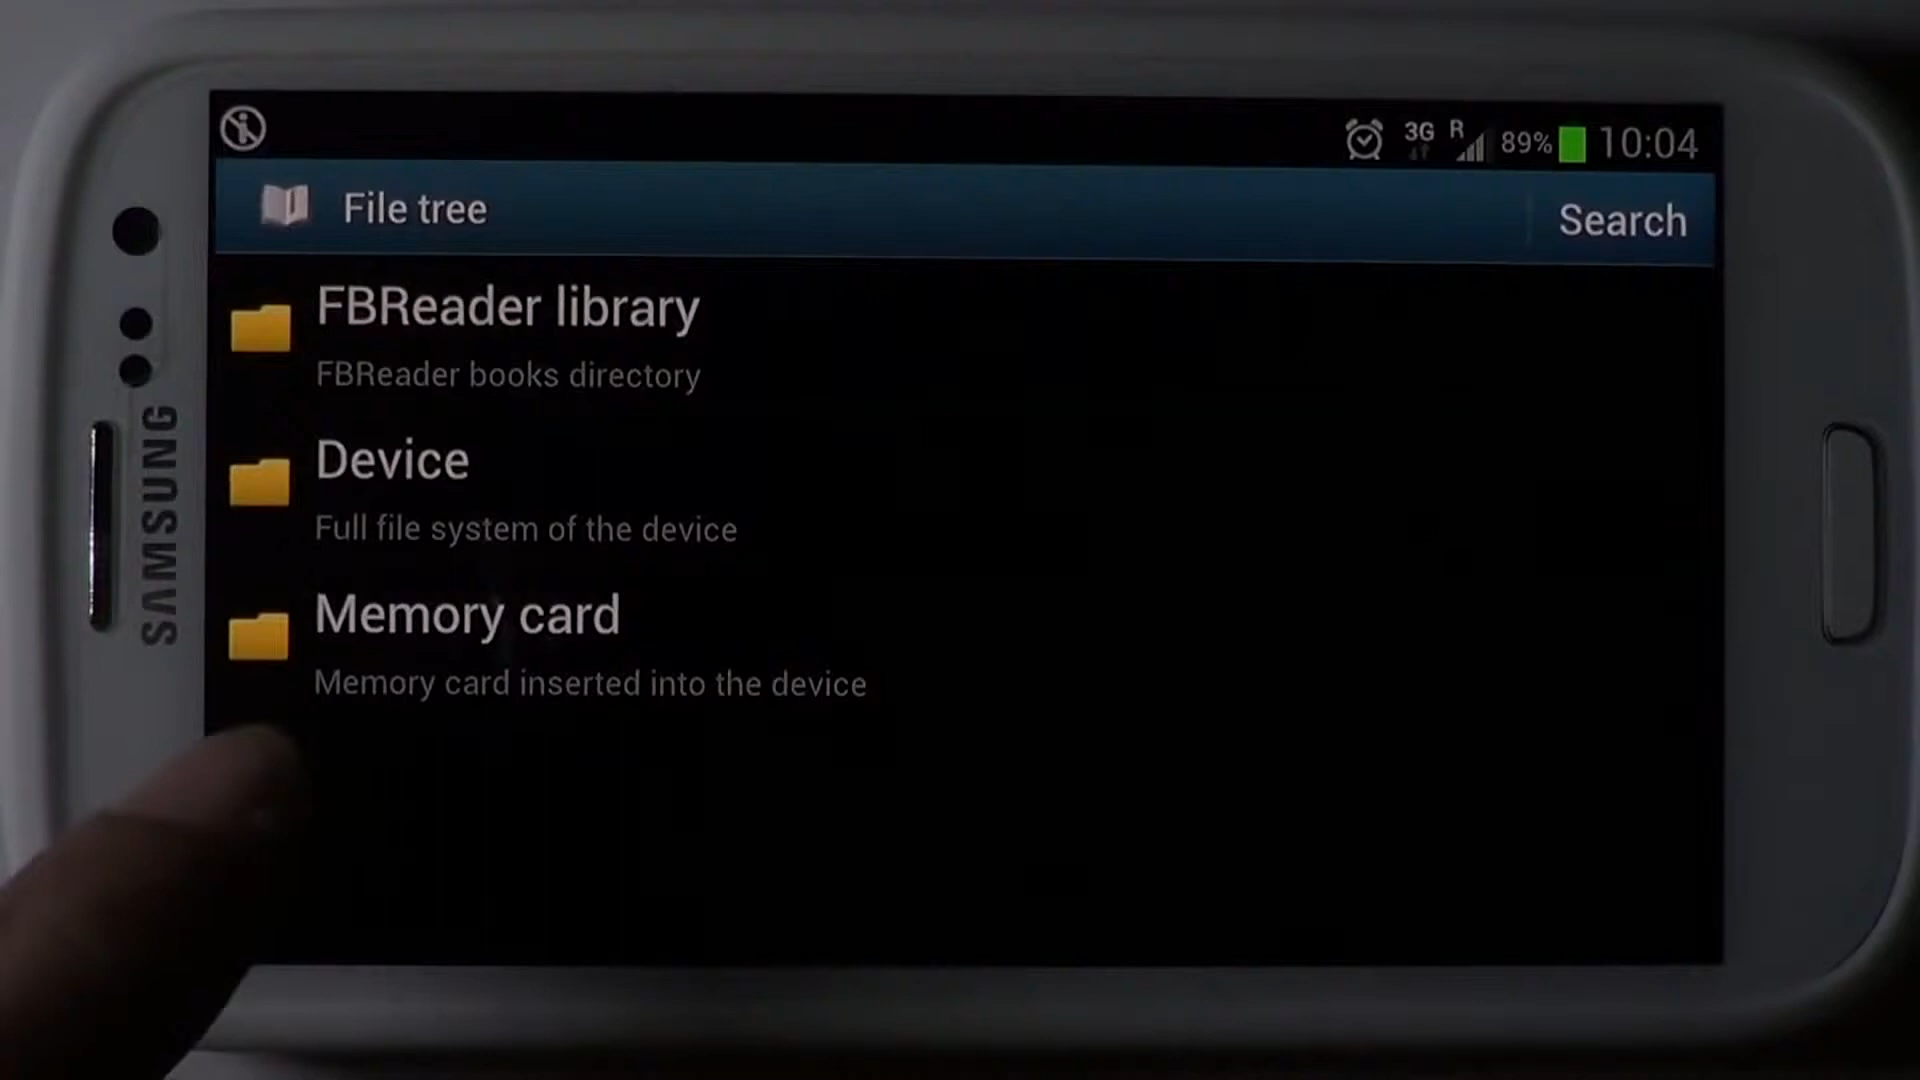 3G R 89% 10:04
File tree
Search
FBReader library
FBReader books directory
Device
Full file system of the device
Memory card
Memory card inserted into the device
SAMSUNG